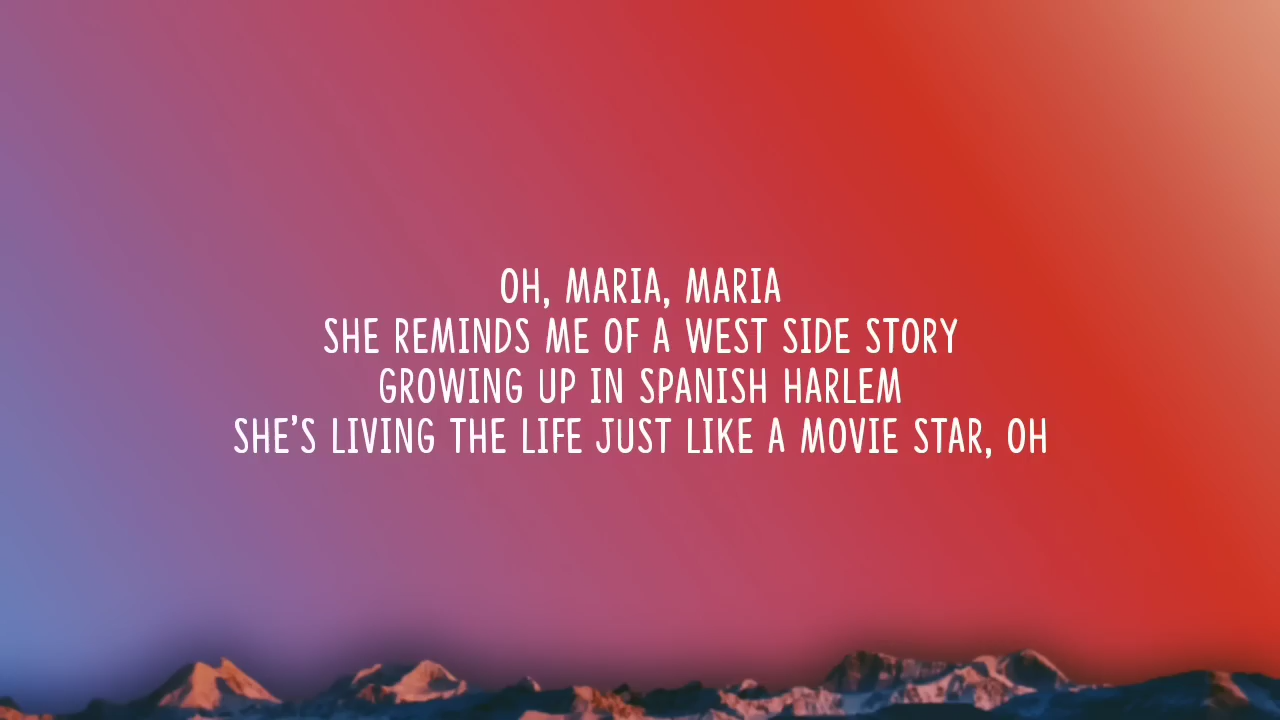 OH, MARIA, MARIA
SHE REMINDS ME OF A WEST SIDE STORY
GROWING UP IN SPANISH HARLEM
SHE'S LIVING THE LIFE JUST LIKE A MOVIE STAR, OH